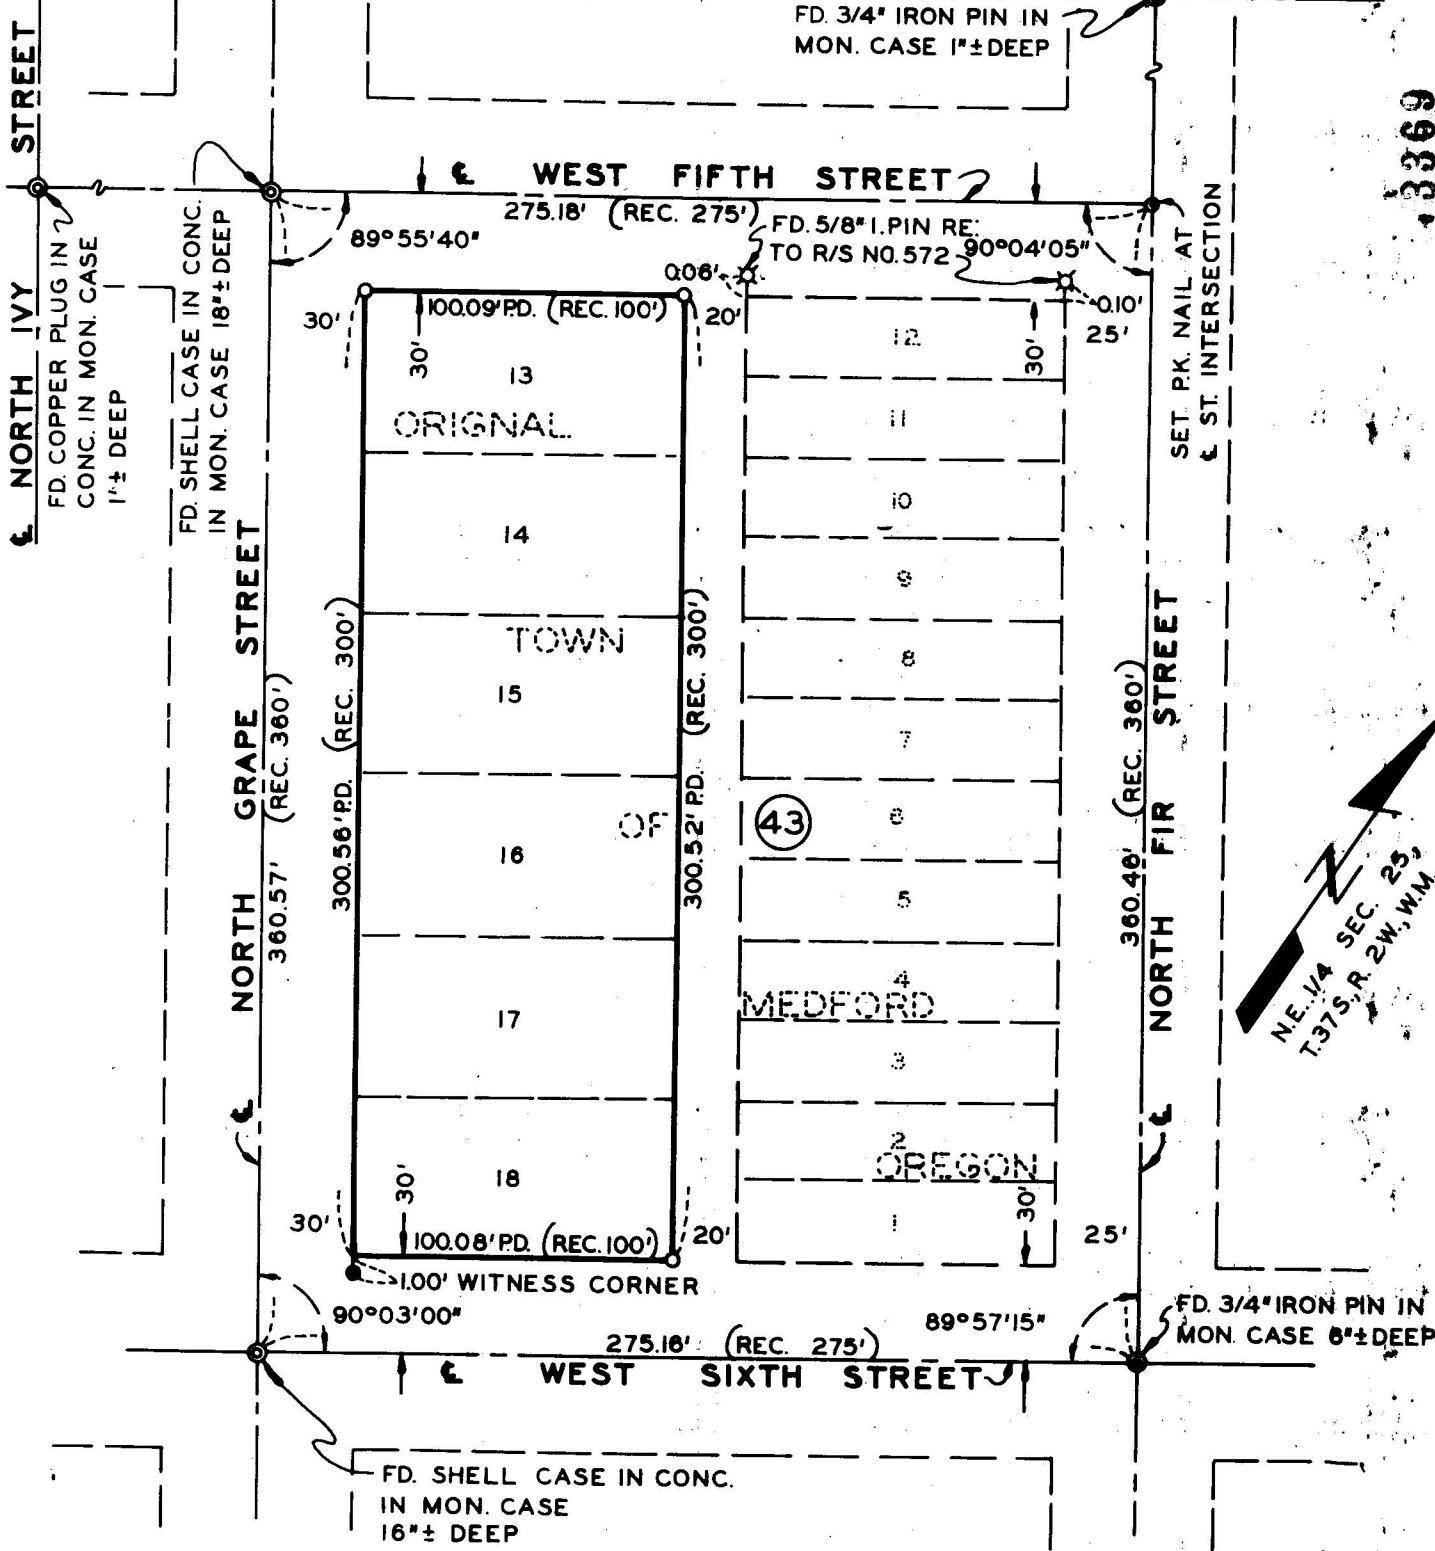 FD. 3/4" IRON PIN IN
MON. CASE 1"± DEEP
3369
STREET
℄ NORTH IVY
FD. COPPER PLUG IN
CONC. IN MON. CASE
1"± DEEP
FD. SHELL CASE IN CONC.
IN MON. CASE 18"± DEEP
℄ WEST FIFTH STREET
275.18' (REC. 275')
89°55'40"
FD. 5/8" I. PIN RE:
TO R/S NO. 572
90°04'05"
0.06'
0.10'
SET P.K. NAIL AT
℄ ST. INTERSECTION
30'
100.09' P.D. (REC. 100')
20'
25'
30'
30'
13
ORIGNAL
14
TOWN
15
OF
16
17
18
12
11
10
9
8
7
6
43
5
4
MEDFORD
3
2
OREGON
1
℄ NORTH GRAPE STREET
360.57' (REC. 360')
300.56' P.D. (REC. 300')
300.52' P.D. (REC. 300')
360.46' (REC. 360')
℄ NORTH FIR STREET
N.E. 1/4 SEC. 25,
T.37S., R. 2W., W.M.
N
30'
30'
100.08' P.D. (REC. 100')
20'
30'
25'
1.00' WITNESS CORNER
90°03'00"
89°57'15"
FD. 3/4" IRON PIN IN
MON. CASE 6"± DEEP
275.16' (REC. 275')
℄ WEST SIXTH STREET
FD. SHELL CASE IN CONC.
IN MON. CASE
16"± DEEP